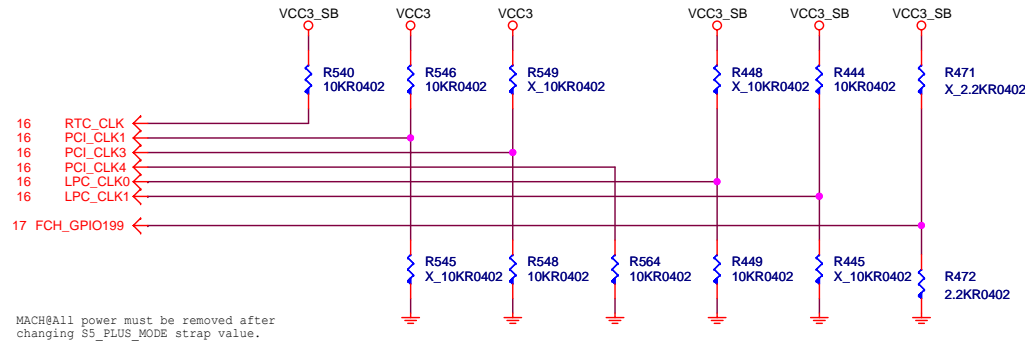 VCC3_SB VCC3 VCC3 VCC3_SB VCC3_SB VCC3_SB
R540 R546 R549 R448 R444 R471
10KR0402 10KR0402 X_10KR0402 X_10KR0402 10KR0402 X_2.2KR0402
16 RTC_CLK
16 PCI_CLK1
16 PCI_CLK3
16 PCI_CLK4
16 LPC_CLK0
16 LPC_CLK1
17 FCH_GPIO199
R545 R548 R564 R449 R445 R472
X_10KR0402 10KR0402 10KR0402 10KR0402 X_10KR0402 2.2KR0402
MACH@All power must be removed after
changing S5_PLUS_MODE strap value.